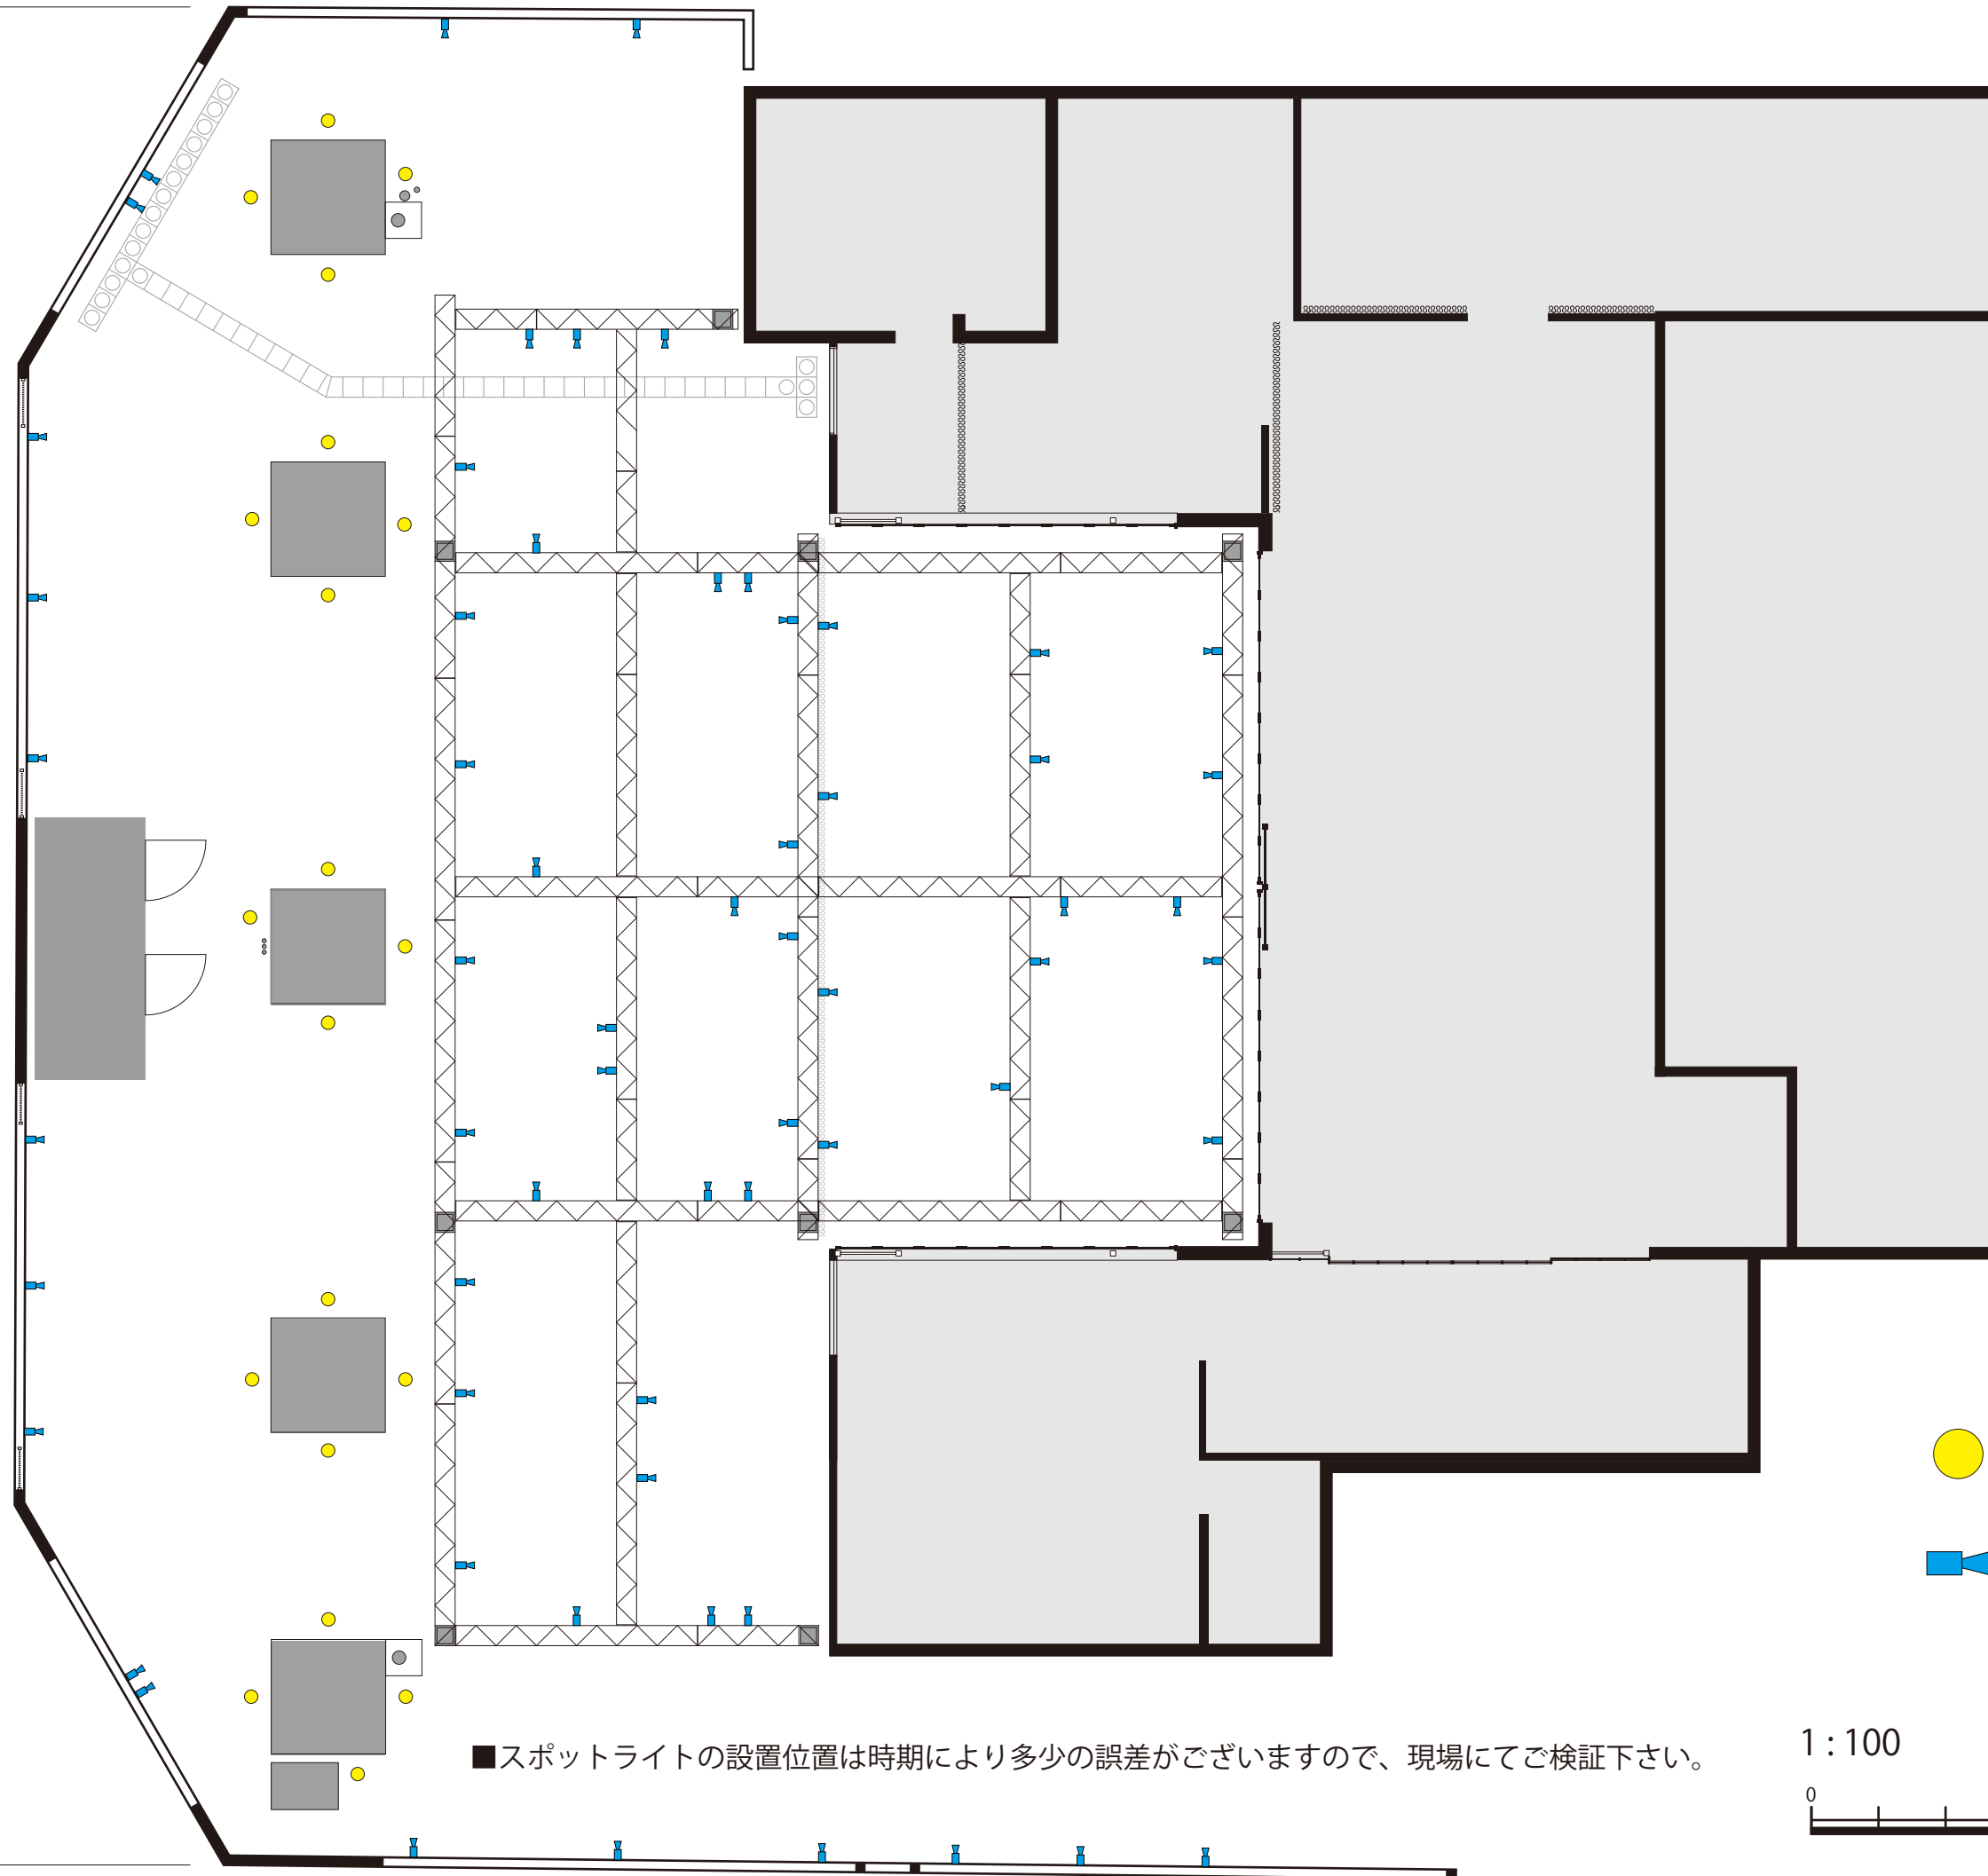 ■スポットライトの設置位置は時期により多少の誤差がございますので、現場にてご検証下さい。
1 : 100
0